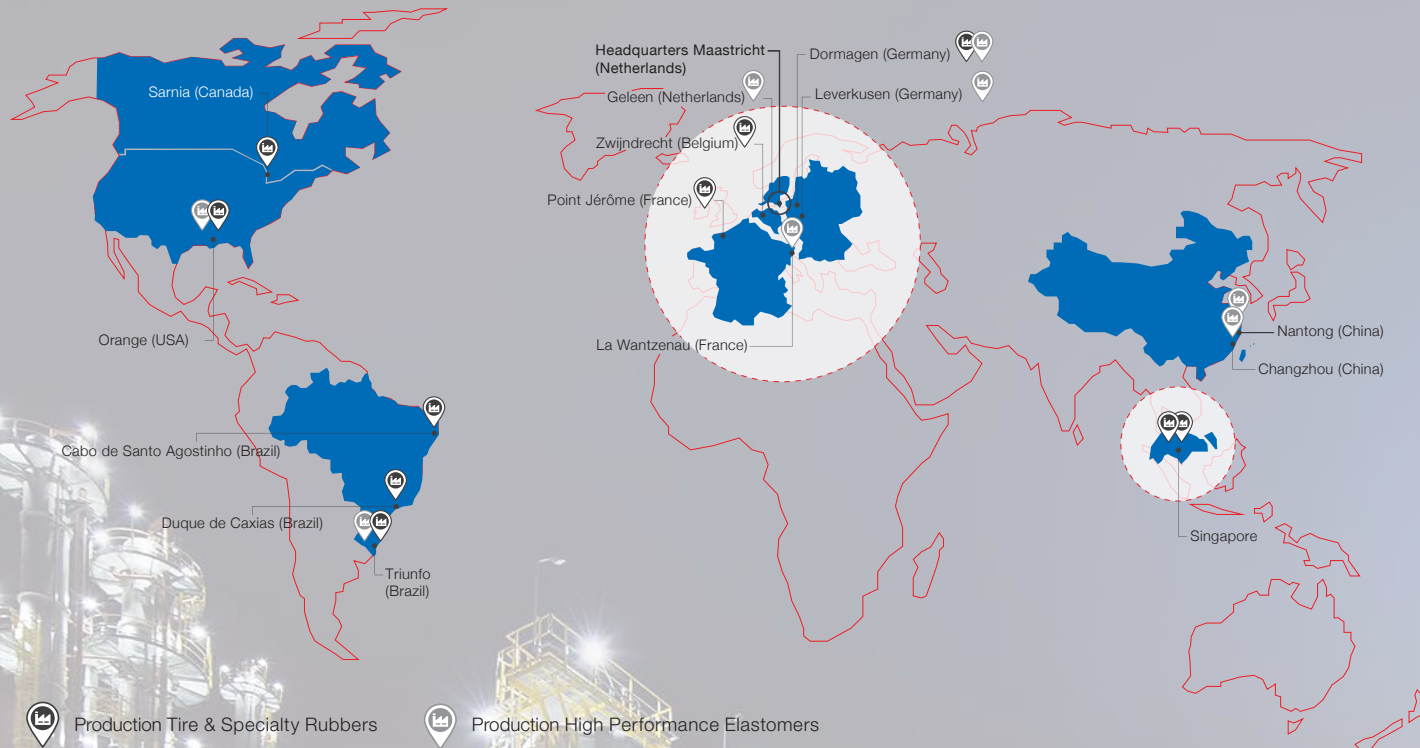 Headquarters Maastricht
(Netherlands)
Dormagen (Germany)
Sarnia (Canada)
Geleen (Netherlands)
Leverkusen (Germany)
Zwijndrecht (Belgium)
Point Jérôme (France)
Orange (USA)
La Wantzenau (France)
Nantong (China)
Changzhou (China)
Cabo de Santo Agostinho (Brazil)
Duque de Caxias (Brazil)
Singapore
Triunfo
(Brazil)
Production Tire & Specialty Rubbers
Production High Performance Elastomers